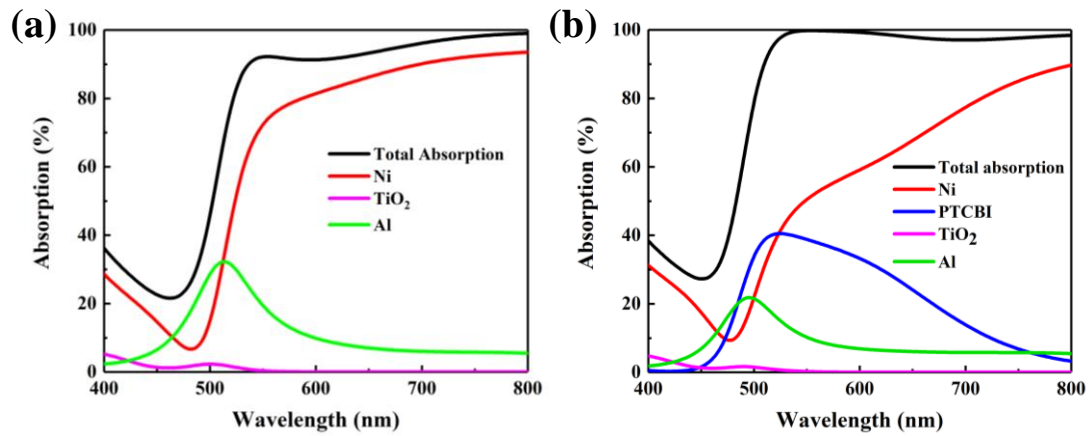 (a)
100
80
60
40
20
0
Absorption (%)
Total Absorption
Ni
TiO₂
Al
400 500 600 700 800
Wavelength (nm)
(b)
100
80
60
40
20
0
Absorption (%)
Total absorption
Ni
PTCBI
TiO₂
Al
400 500 600 700 800
Wavelength (nm)